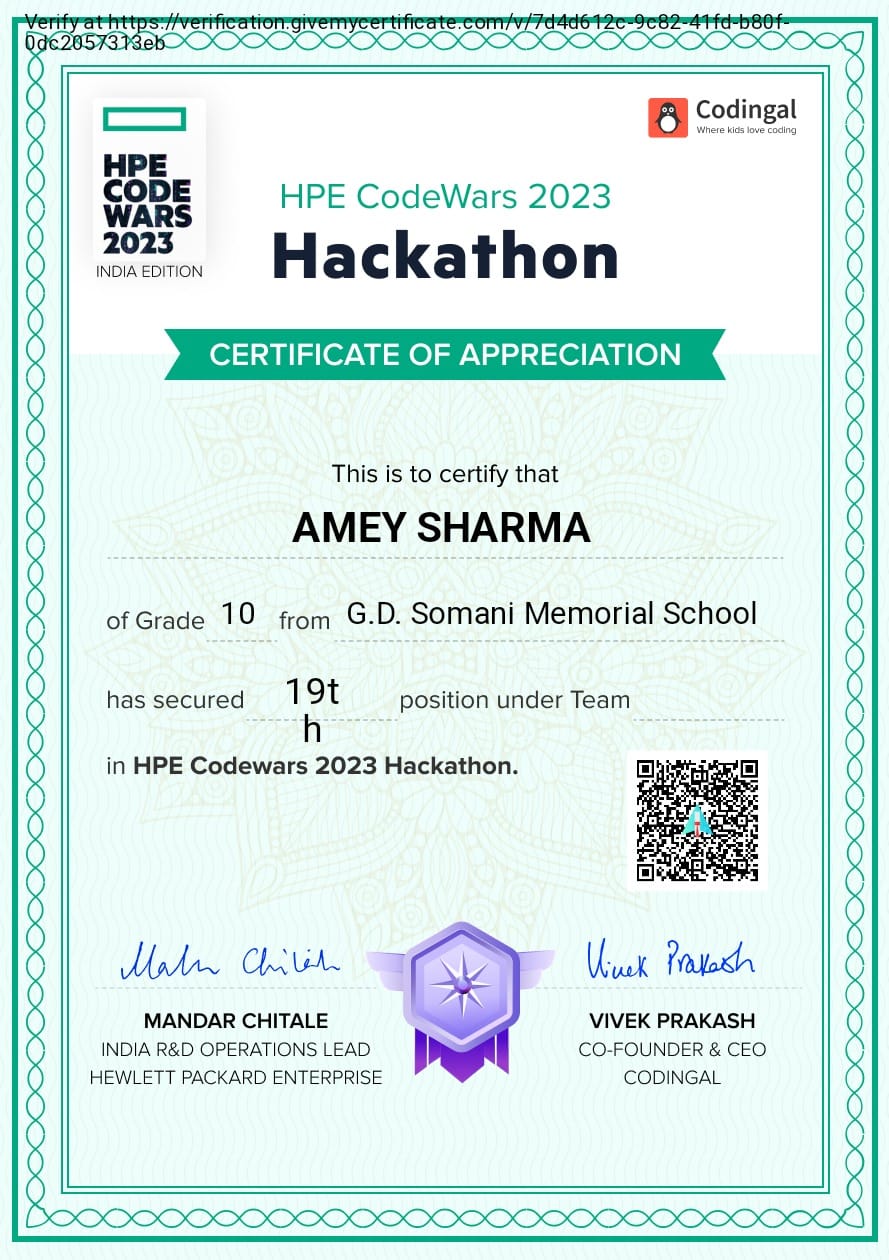 Verify at https://verification.givemycertificate.com/v/7d4d612c-9c82-41fd-b80f-
0dc2057313eb
Codingal
Where kids love coding
HPE
CODE
WARS
2023
INDIA EDITION
HPE CodeWars 2023
Hackathon
CERTIFICATE OF APPRECIATION
This is to certify that
AMEY SHARMA
of Grade 10 from G.D. Somani Memorial School
has secured 19t position under Team
h
in HPE Codewars 2023 Hackathon.
Vivek Prakash
MANDAR CHITALE
INDIA R&D OPERATIONS LEAD
HEWLETT PACKARD ENTERPRISE
VIVEK PRAKASH
CO-FOUNDER & CEO
CODINGAL